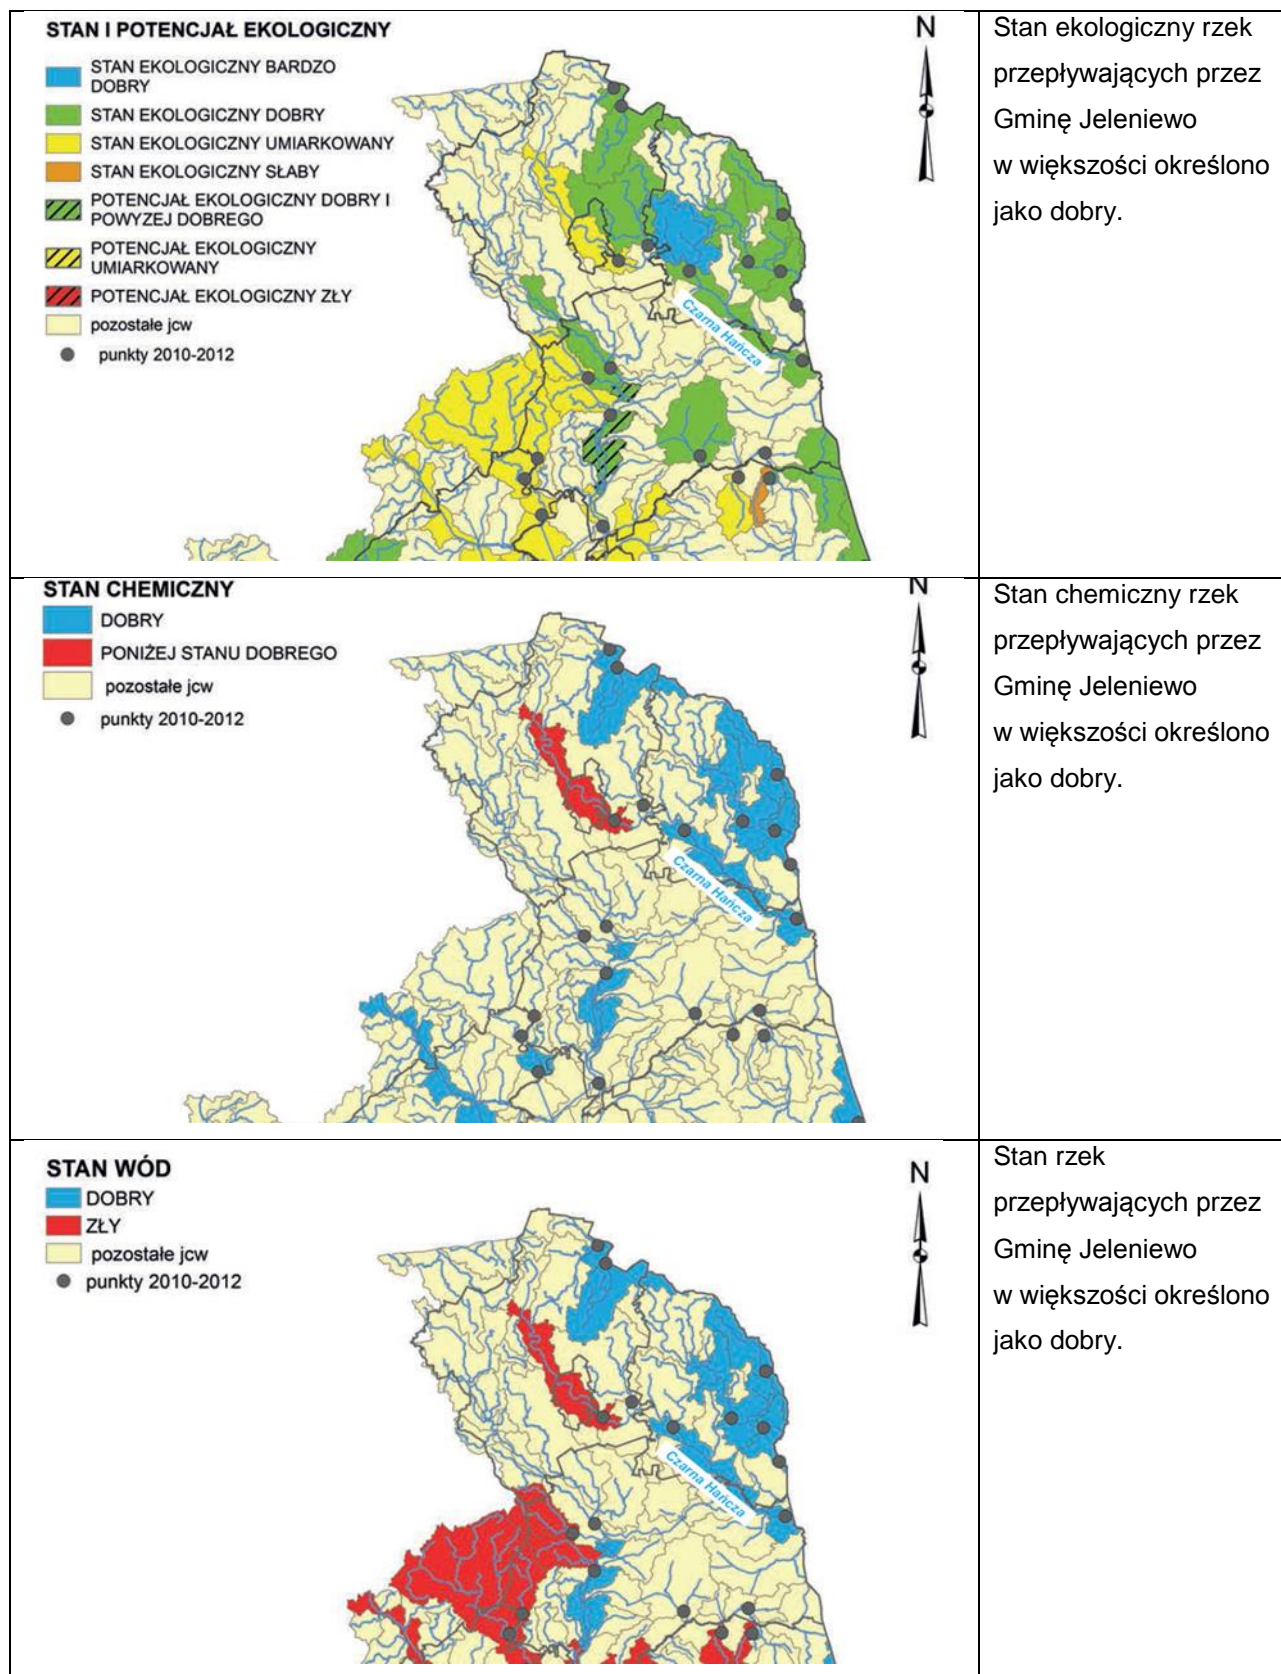 STAN I POTENCJAŁ EKOLOGICZNY
STAN EKOLOGICZNY BARDZO
DOBRY
STAN EKOLOGICZNY DOBRY
STAN EKOLOGICZNY UMIARKOWANY
STAN EKOLOGICZNY SŁABY
POTENCJAŁ EKOLOGICZNY DOBRY I
POWYZEJ DOBREGO
POTENCJAŁ EKOLOGICZNY
UMIARKOWANY
POTENCJAŁ EKOLOGICZNY ZŁY
pozostałe jcw
punkty 2010-2012
N
Czarna Hańcza
Stan ekologiczny rzek
przepływających przez
Gminę Jeleniewo
w większości określono
jako dobry.
STAN CHEMICZNY
DOBRY
PONIŻEJ STANU DOBREGO
pozostałe jcw
punkty 2010-2012
N
Czarna Hańcza
Stan chemiczny rzek
przepływających przez
Gminę Jeleniewo
w większości określono
jako dobry.
STAN WÓD
DOBRY
ZŁY
pozostałe jcw
punkty 2010-2012
N
Czarna Hańcza
Stan rzek
przepływających przez
Gminę Jeleniewo
w większości określono
jako dobry.